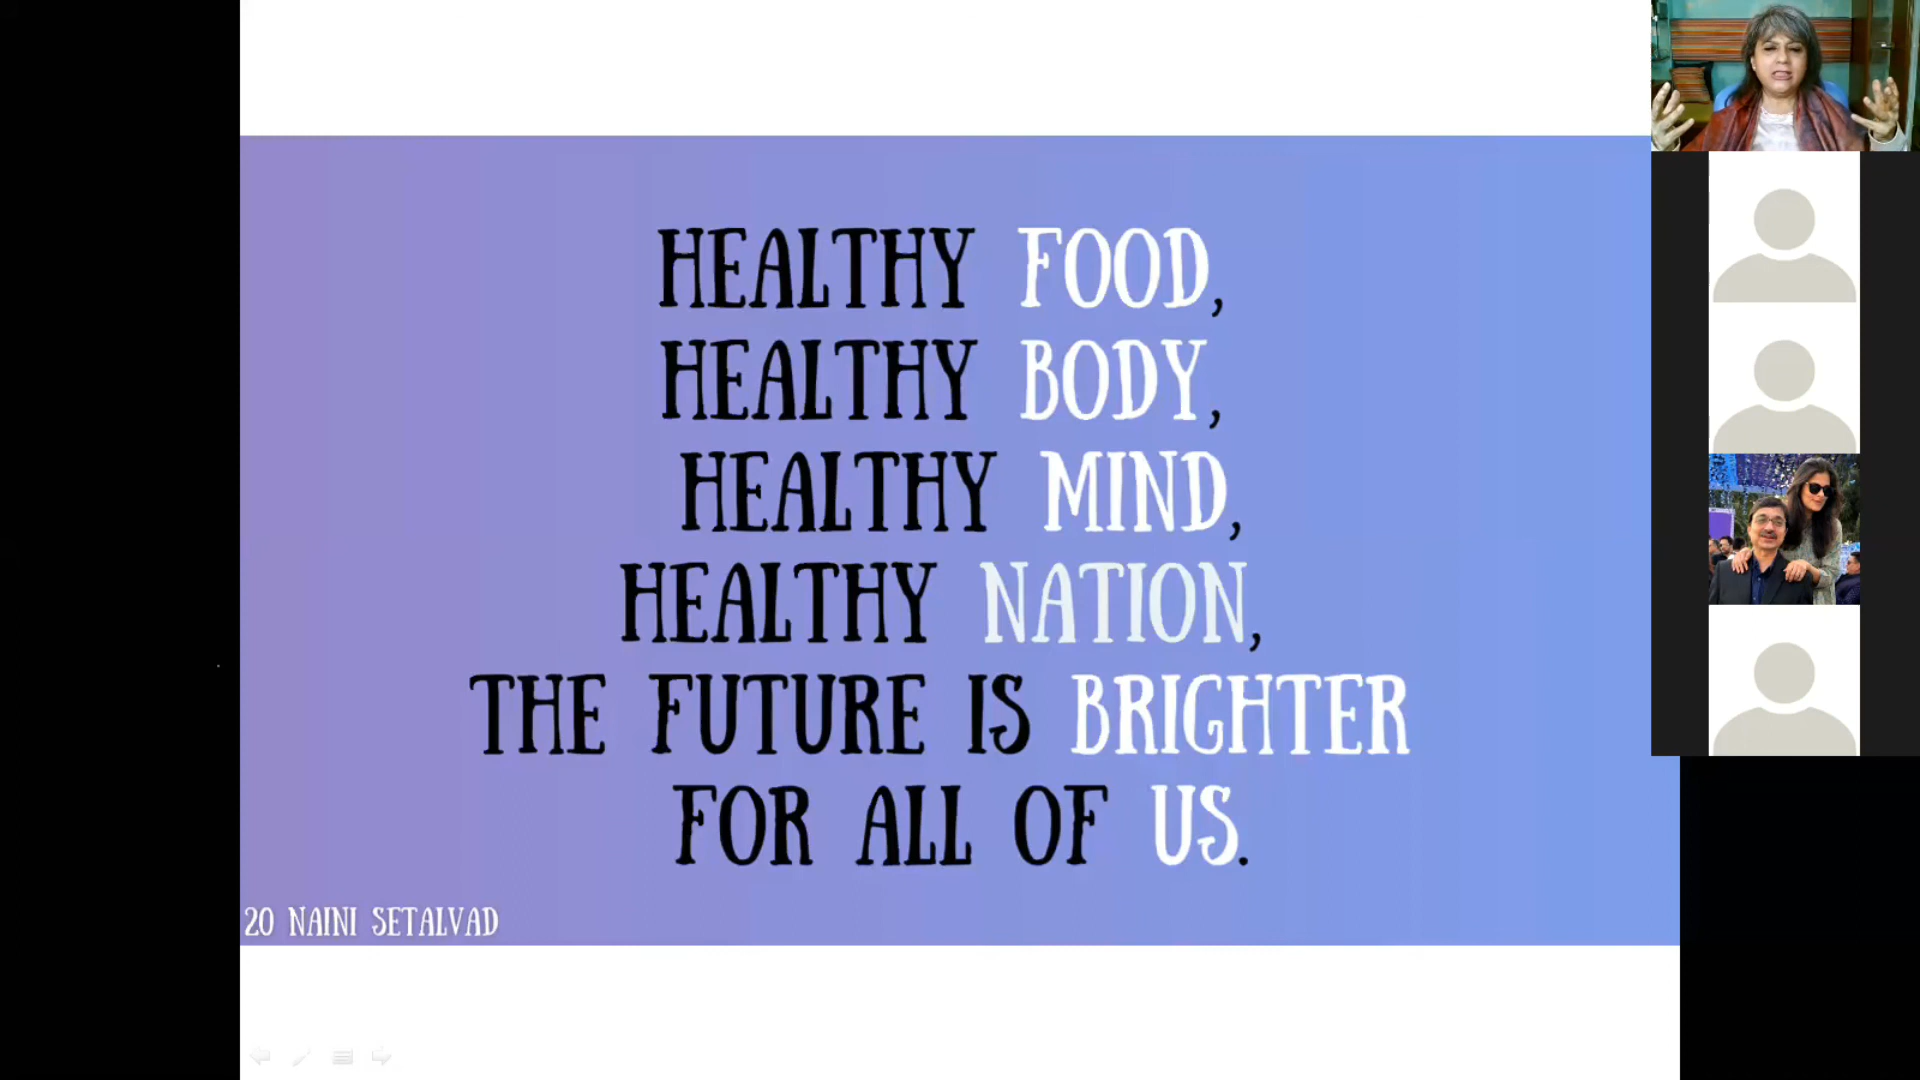 HEALTHY FOOD,
HEALTHY BODY,
HEALTHY MIND,
HEALTHY NATION,
THE FUTURE IS BRIGHTER
FOR ALL OF US.
20 NAINI SETALVAD